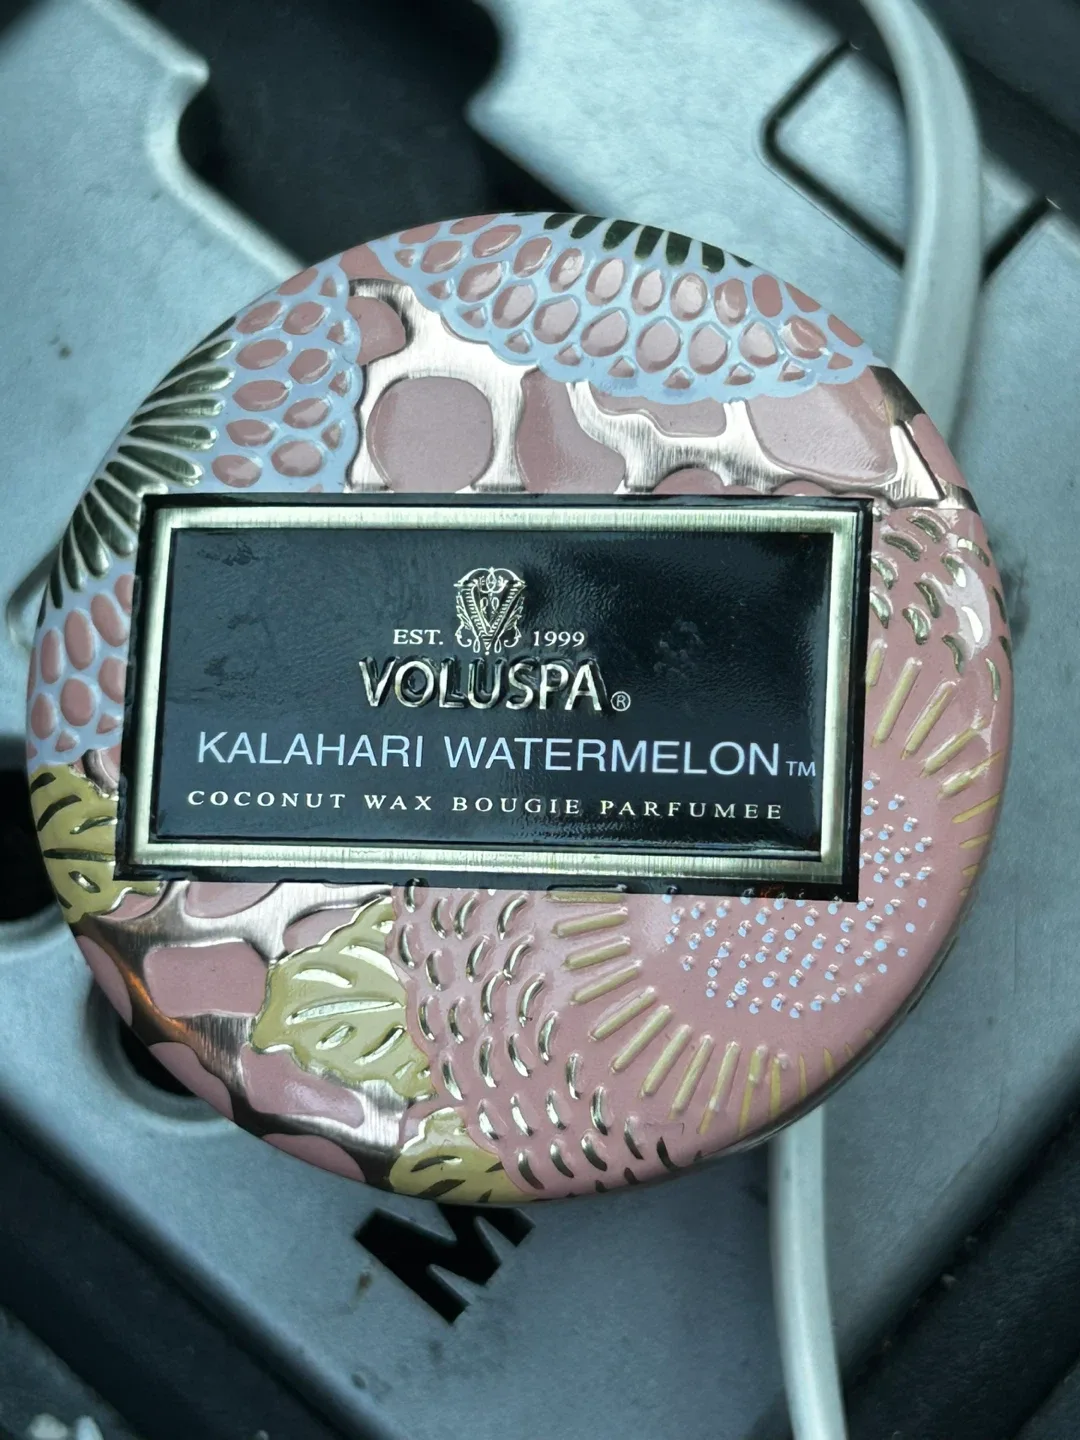 EST. 1999
VOLUSPA®
KALAHARI WATERMELON™
COCONUT WAX BOUGIE PARFUMEE
M